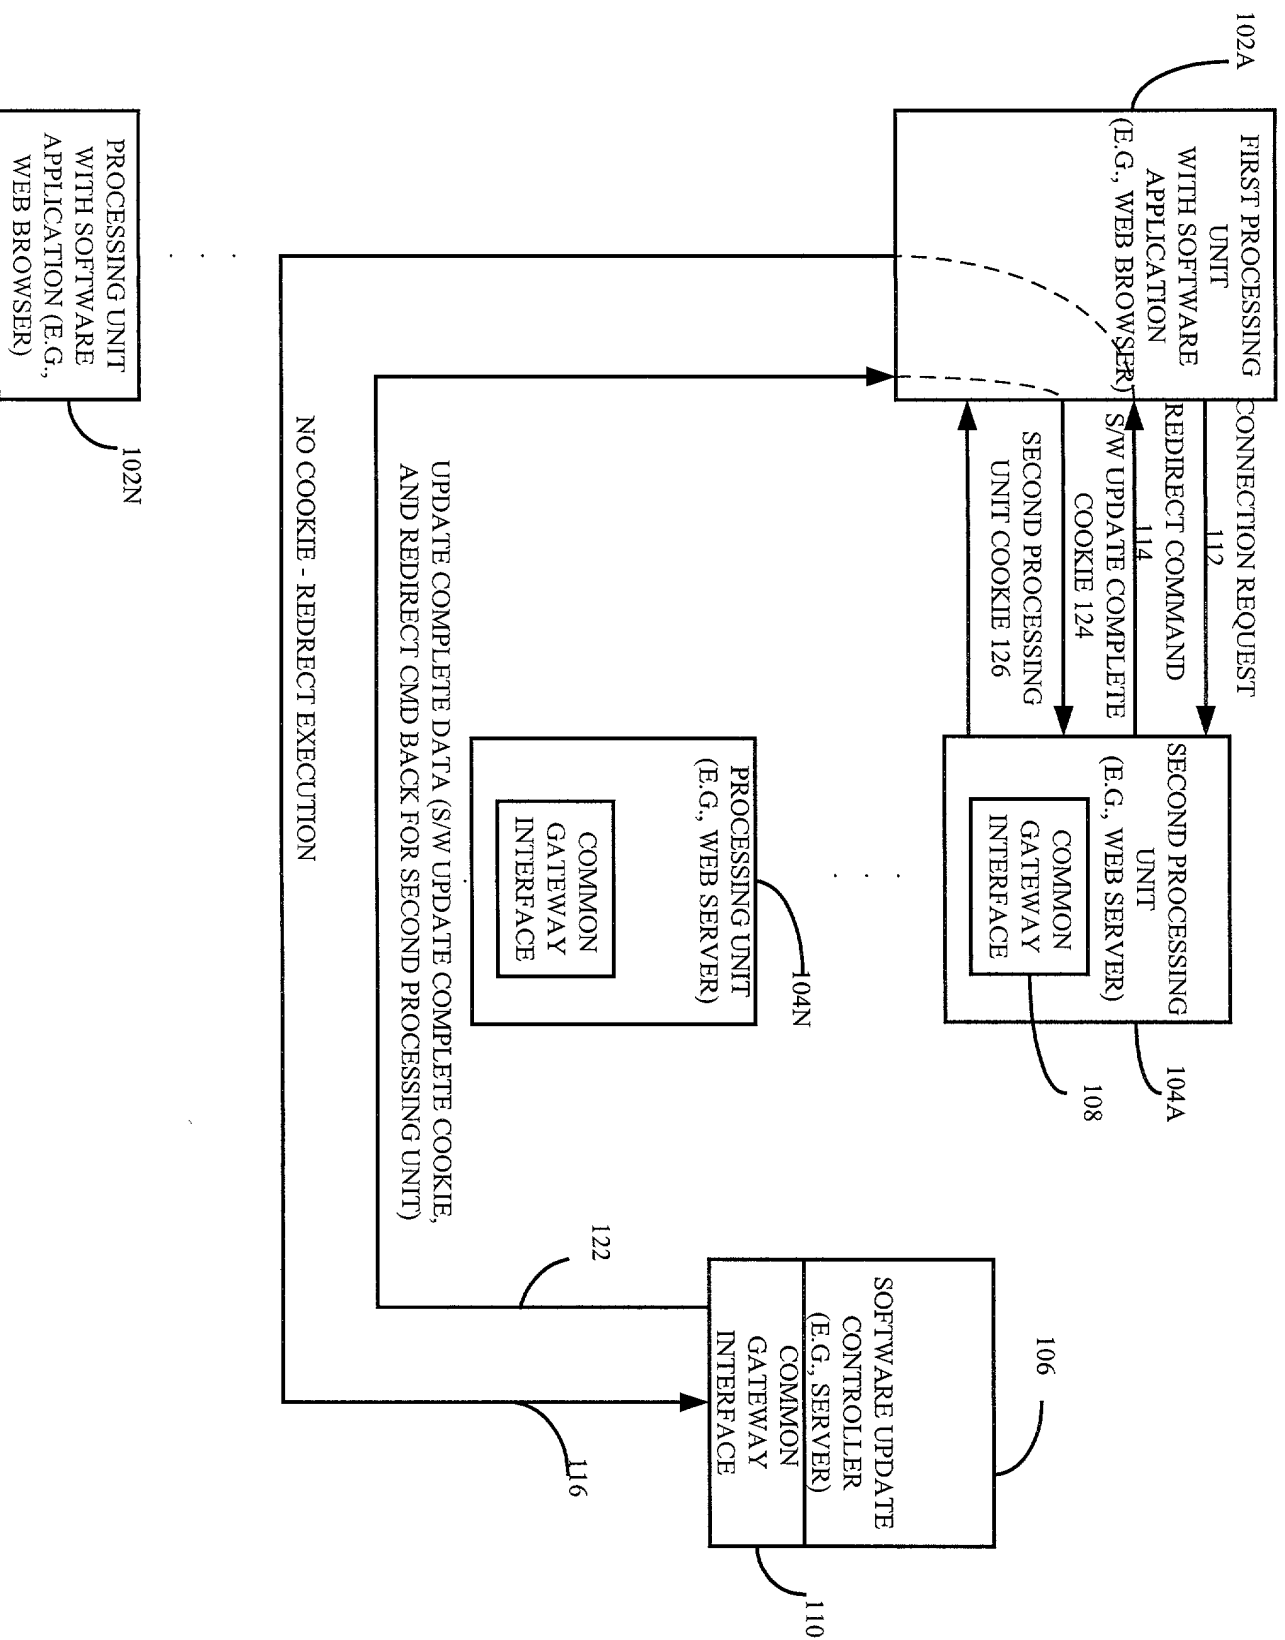 102A
FIRST PROCESSING
UNIT
WITH SOFTWARE
APPLICATION
(E.G., WEB BROWSER)
CONNECTION REQUEST
112
REDIRECT COMMAND
114
S/W UPDATE COMPLETE
COOKIE 124
SECOND PROCESSING
UNIT COOKIE 126
SECOND PROCESSING
UNIT
(E.G., WEB SERVER)
COMMON
GATEWAY
INTERFACE
104A
108
106
SOFTWARE UPDATE
CONTROLLER
(E.G., SERVER)
COMMON
GATEWAY
INTERFACE
110
104N
PROCESSING UNIT
(E.G., WEB SERVER)
COMMON
GATEWAY
INTERFACE
122
116
UPDATE COMPLETE DATA (S/W UPDATE COMPLETE COOKIE,
AND REDIRECT CMD BACK FOR SECOND PROCESSING UNIT)
NO COOKIE - REDRECT EXECUTION
PROCESSING UNIT
WITH SOFTWARE
APPLICATION (E.G.,
WEB BROWSER)
102N